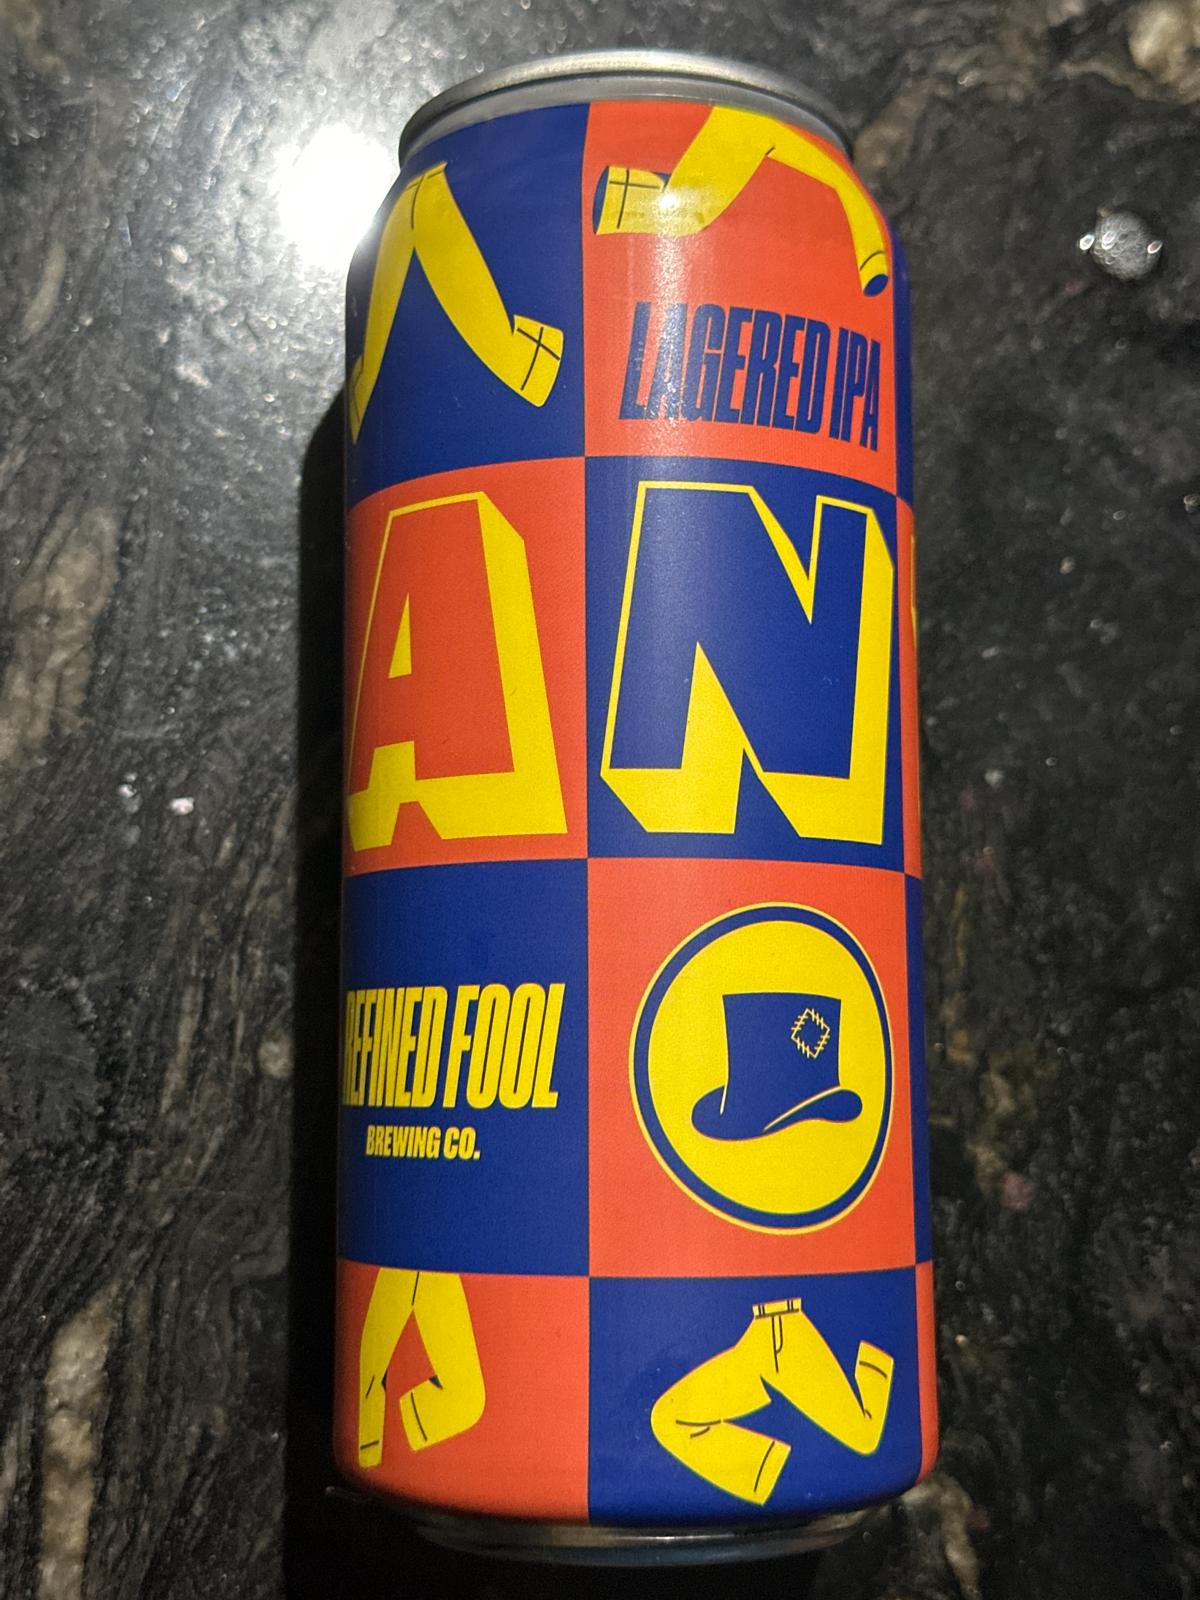 LAGERED IPA
AN
REFINED FOOL
BREWING CO.